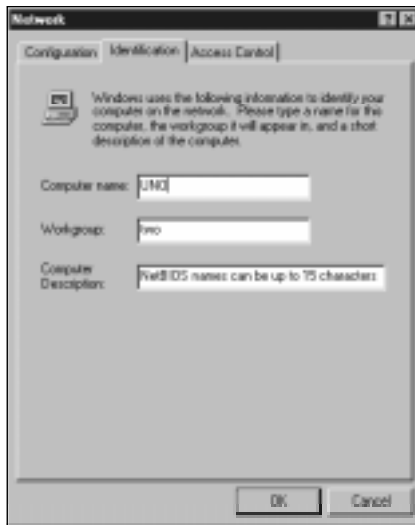 Network
Configuration Identification Access Control
Windows uses the following information to identify your
computer on the network. Please type a name for this
computer, the workgroup it will appear in, and a short
description of the computer.
Computer name: UNO
Workgroup: two
Computer
Description: NetBIOS names can be up to 15 characters
OK Cancel